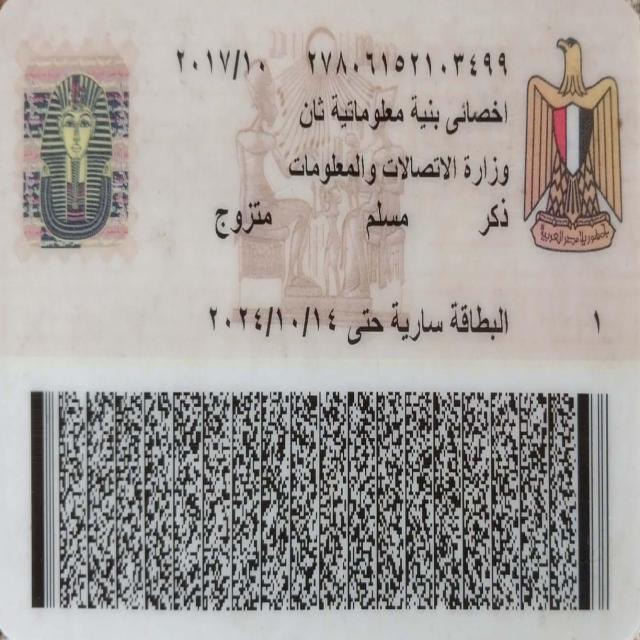 ٢٧٨٠٦١٥٢١٠٣٤٩٩ ٢٠١٧/١٠
اخصائى بنية معلوماتية ثان
وزارة الاتصالات والمعلومات
ذكر مسلم متزوج
١ البطاقة سارية حتى ٢٠٢٤/١٠/١٤
جمهورية مصر العربية